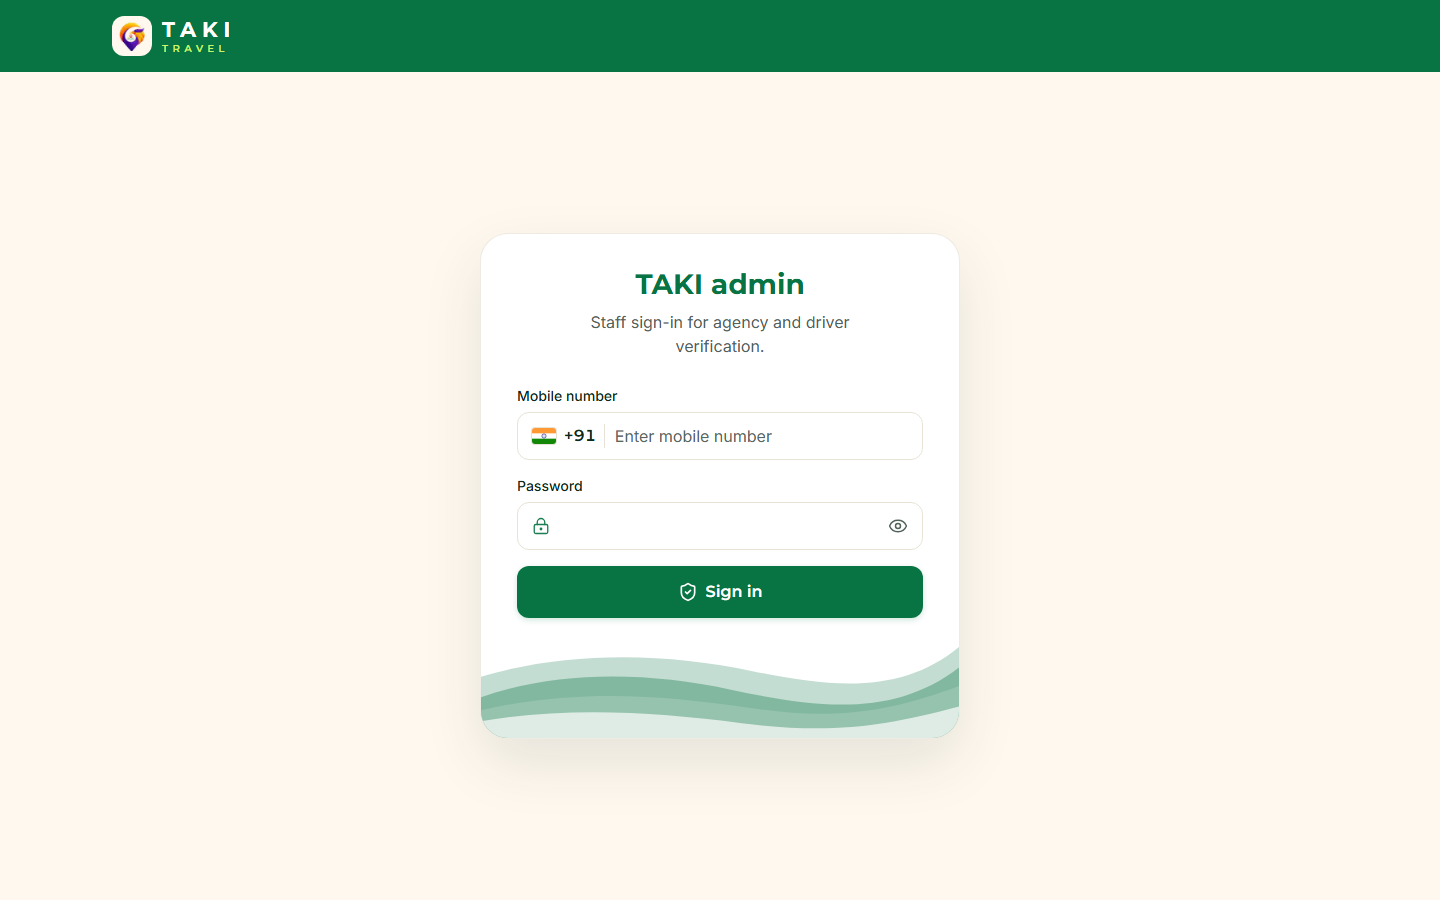 TAKI
TRAVEL
TAKI admin
Staff sign-in for agency and driver
verification.
Mobile number
+91
Enter mobile number
Password
Sign in